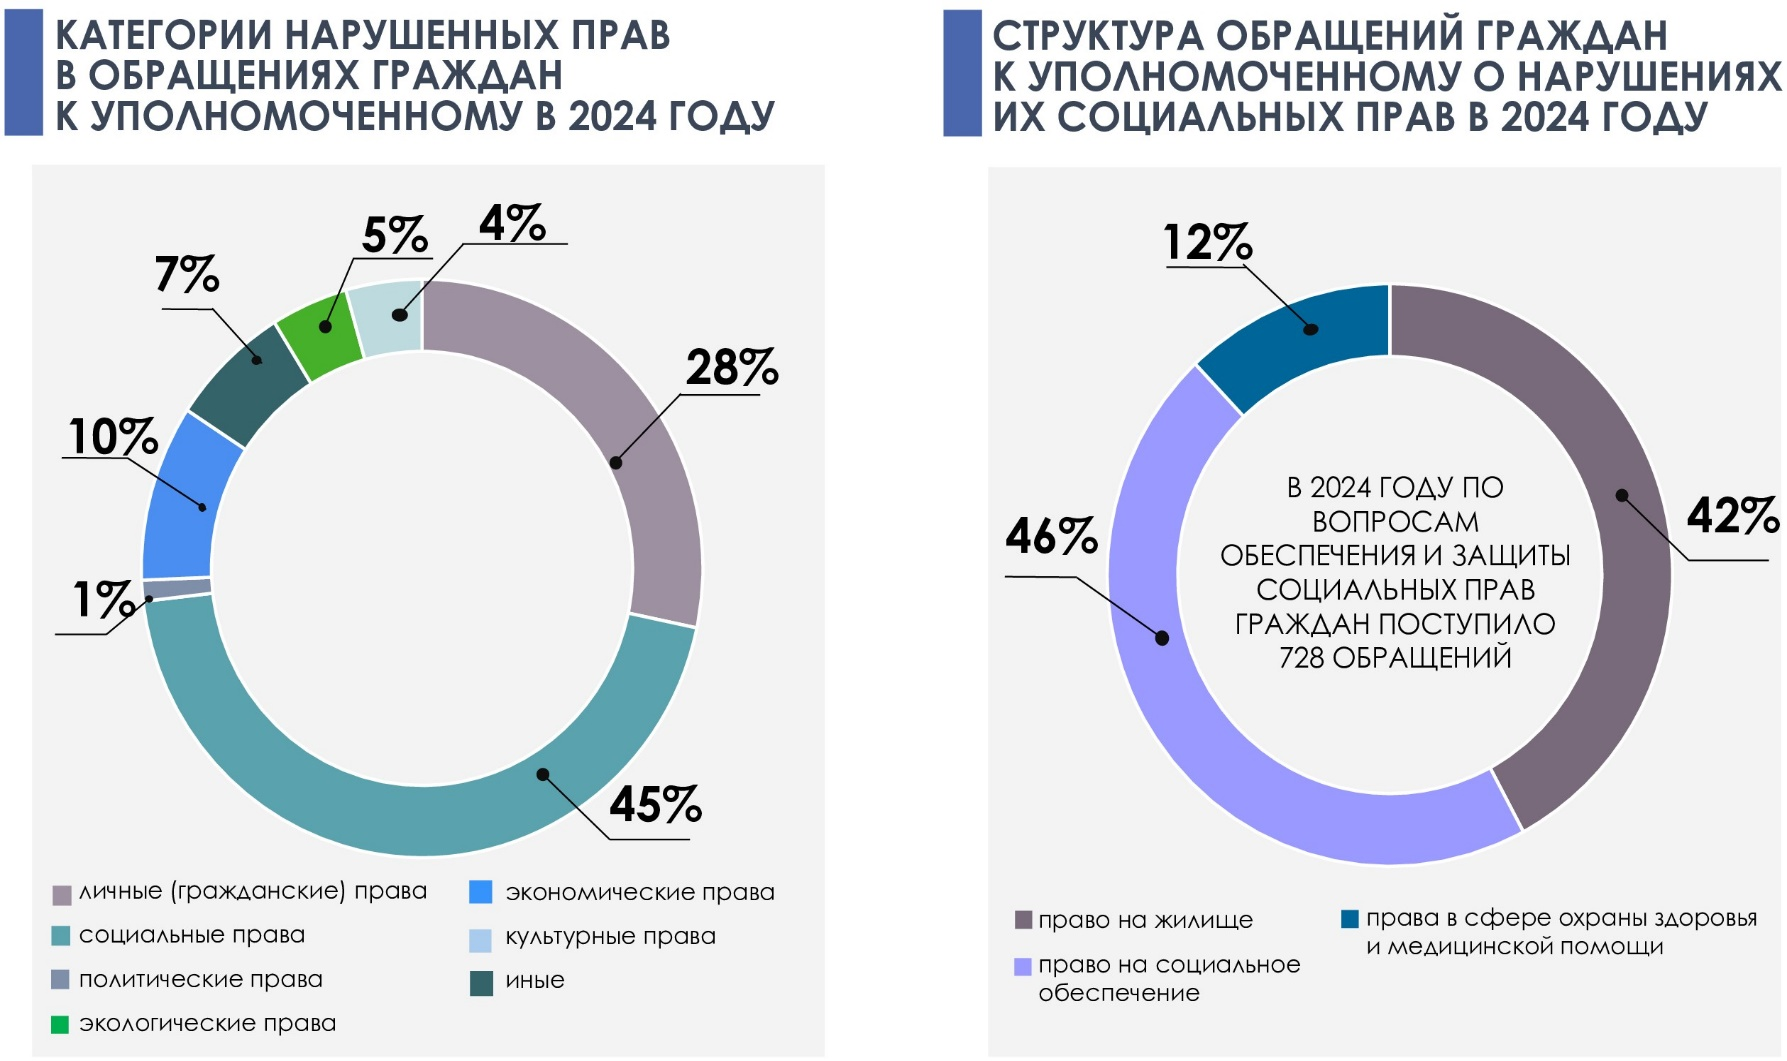 КАТЕГОРИИ НАРУШЕННЫХ ПРАВ
В ОБРАЩЕНИЯХ ГРАЖДАН
К УПОЛНОМОЧЕННОМУ В 2024 ГОДУ
4%
5%
7%
28%
10%
1%
45%
личные (гражданские) права
социальные права
политические права
экологические права
экономические права
культурные права
иные
СТРУКТУРА ОБРАЩЕНИЙ ГРАЖДАН
К УПОЛНОМОЧЕННОМУ О НАРУШЕНИЯХ
ИХ СОЦИАЛЬНЫХ ПРАВ В 2024 ГОДУ
12%
42%
46%
В 2024 ГОДУ ПО
ВОПРОСАМ
ОБЕСПЕЧЕНИЯ И ЗАЩИТЫ
СОЦИАЛЬНЫХ ПРАВ
ГРАЖДАН ПОСТУПИЛО
728 ОБРАЩЕНИЙ
право на жилище
право на социальное
обеспечение
права в сфере охраны здоровья
и медицинской помощи